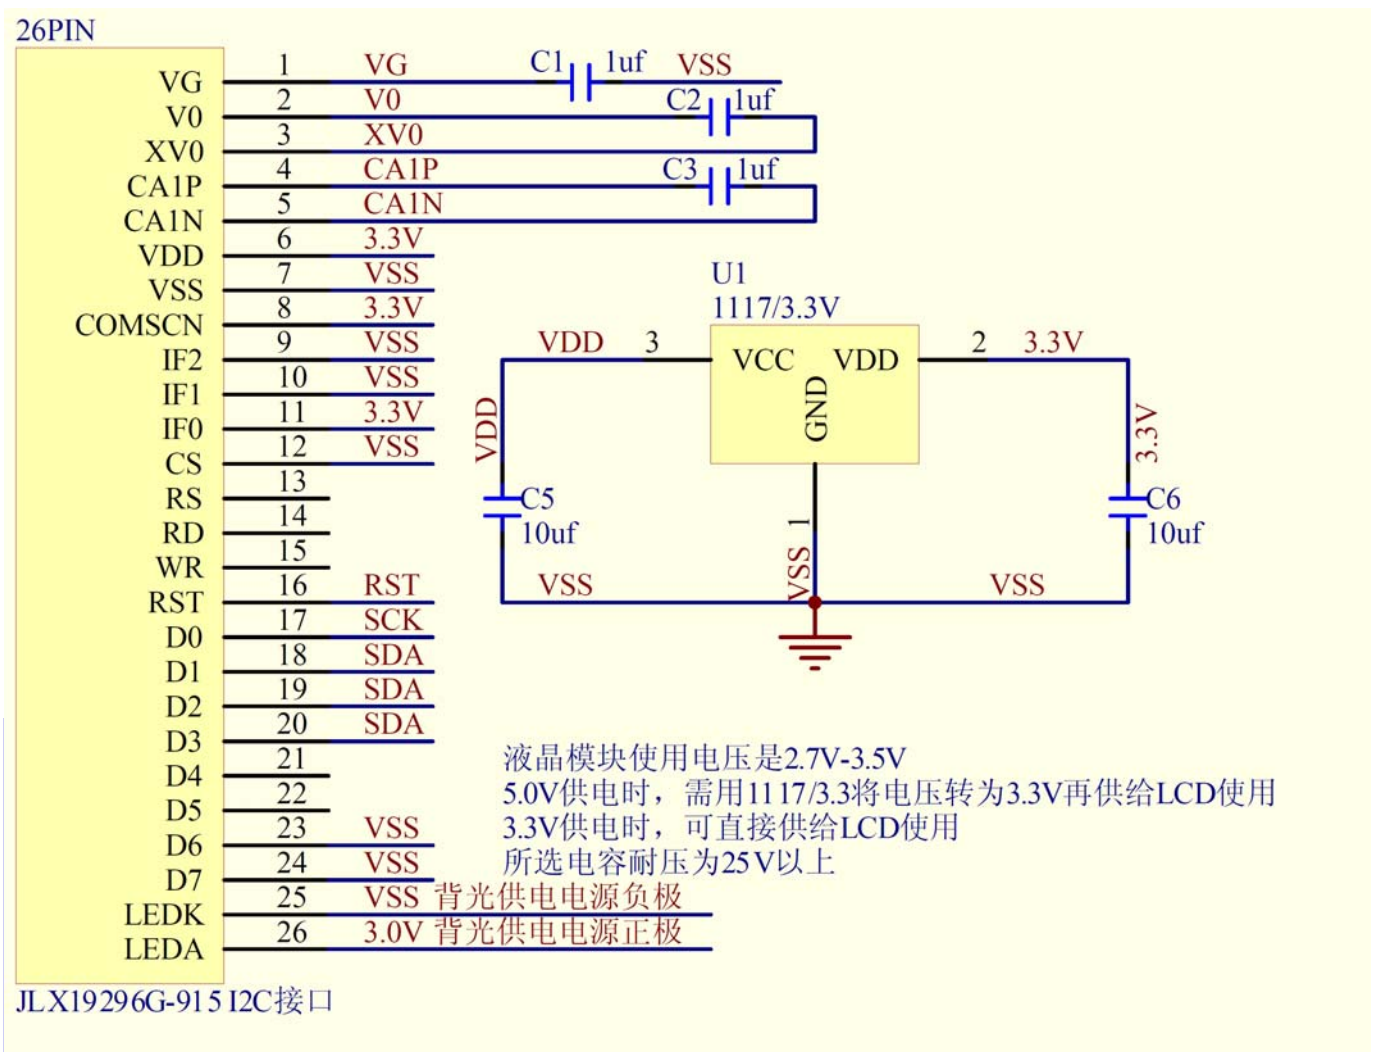 26PIN
VG 1 VG C1 1uf VSS
V0 2 V0 C2 1uf
XV0 3 XV0
CA1P 4 CA1P C3 1uf
CA1N 5 CA1N
VDD 6 3.3V
VSS 7 VSS
COMSCN 8 3.3V
IF2 9 VSS
IF1 10 VSS
IF0 11 3.3V
CS 12 VSS
RS 13
RD 14
WR 15
RST 16 RST
D0 17 SCK
D1 18 SDA
D2 19 SDA
D3 20 SDA
D4 21
D5 22
D6 23 VSS
D7 24 VSS
LEDK 25 VSS 背光供电电源负极
LEDA 26 3.0V 背光供电电源正极
JLX19296G-915 I2C接口
U1
1117/3.3V
VDD 3 VCC VDD 2 3.3V
GND
VDD
3.3V
C5
10uf
C6
10uf
1
VSS
VSS
VSS
液晶模块使用电压是2.7V-3.5V
5.0V供电时，需用1117/3.3将电压转为3.3V再供给LCD使用
3.3V供电时，可直接供给LCD使用
所选电容耐压为25V以上